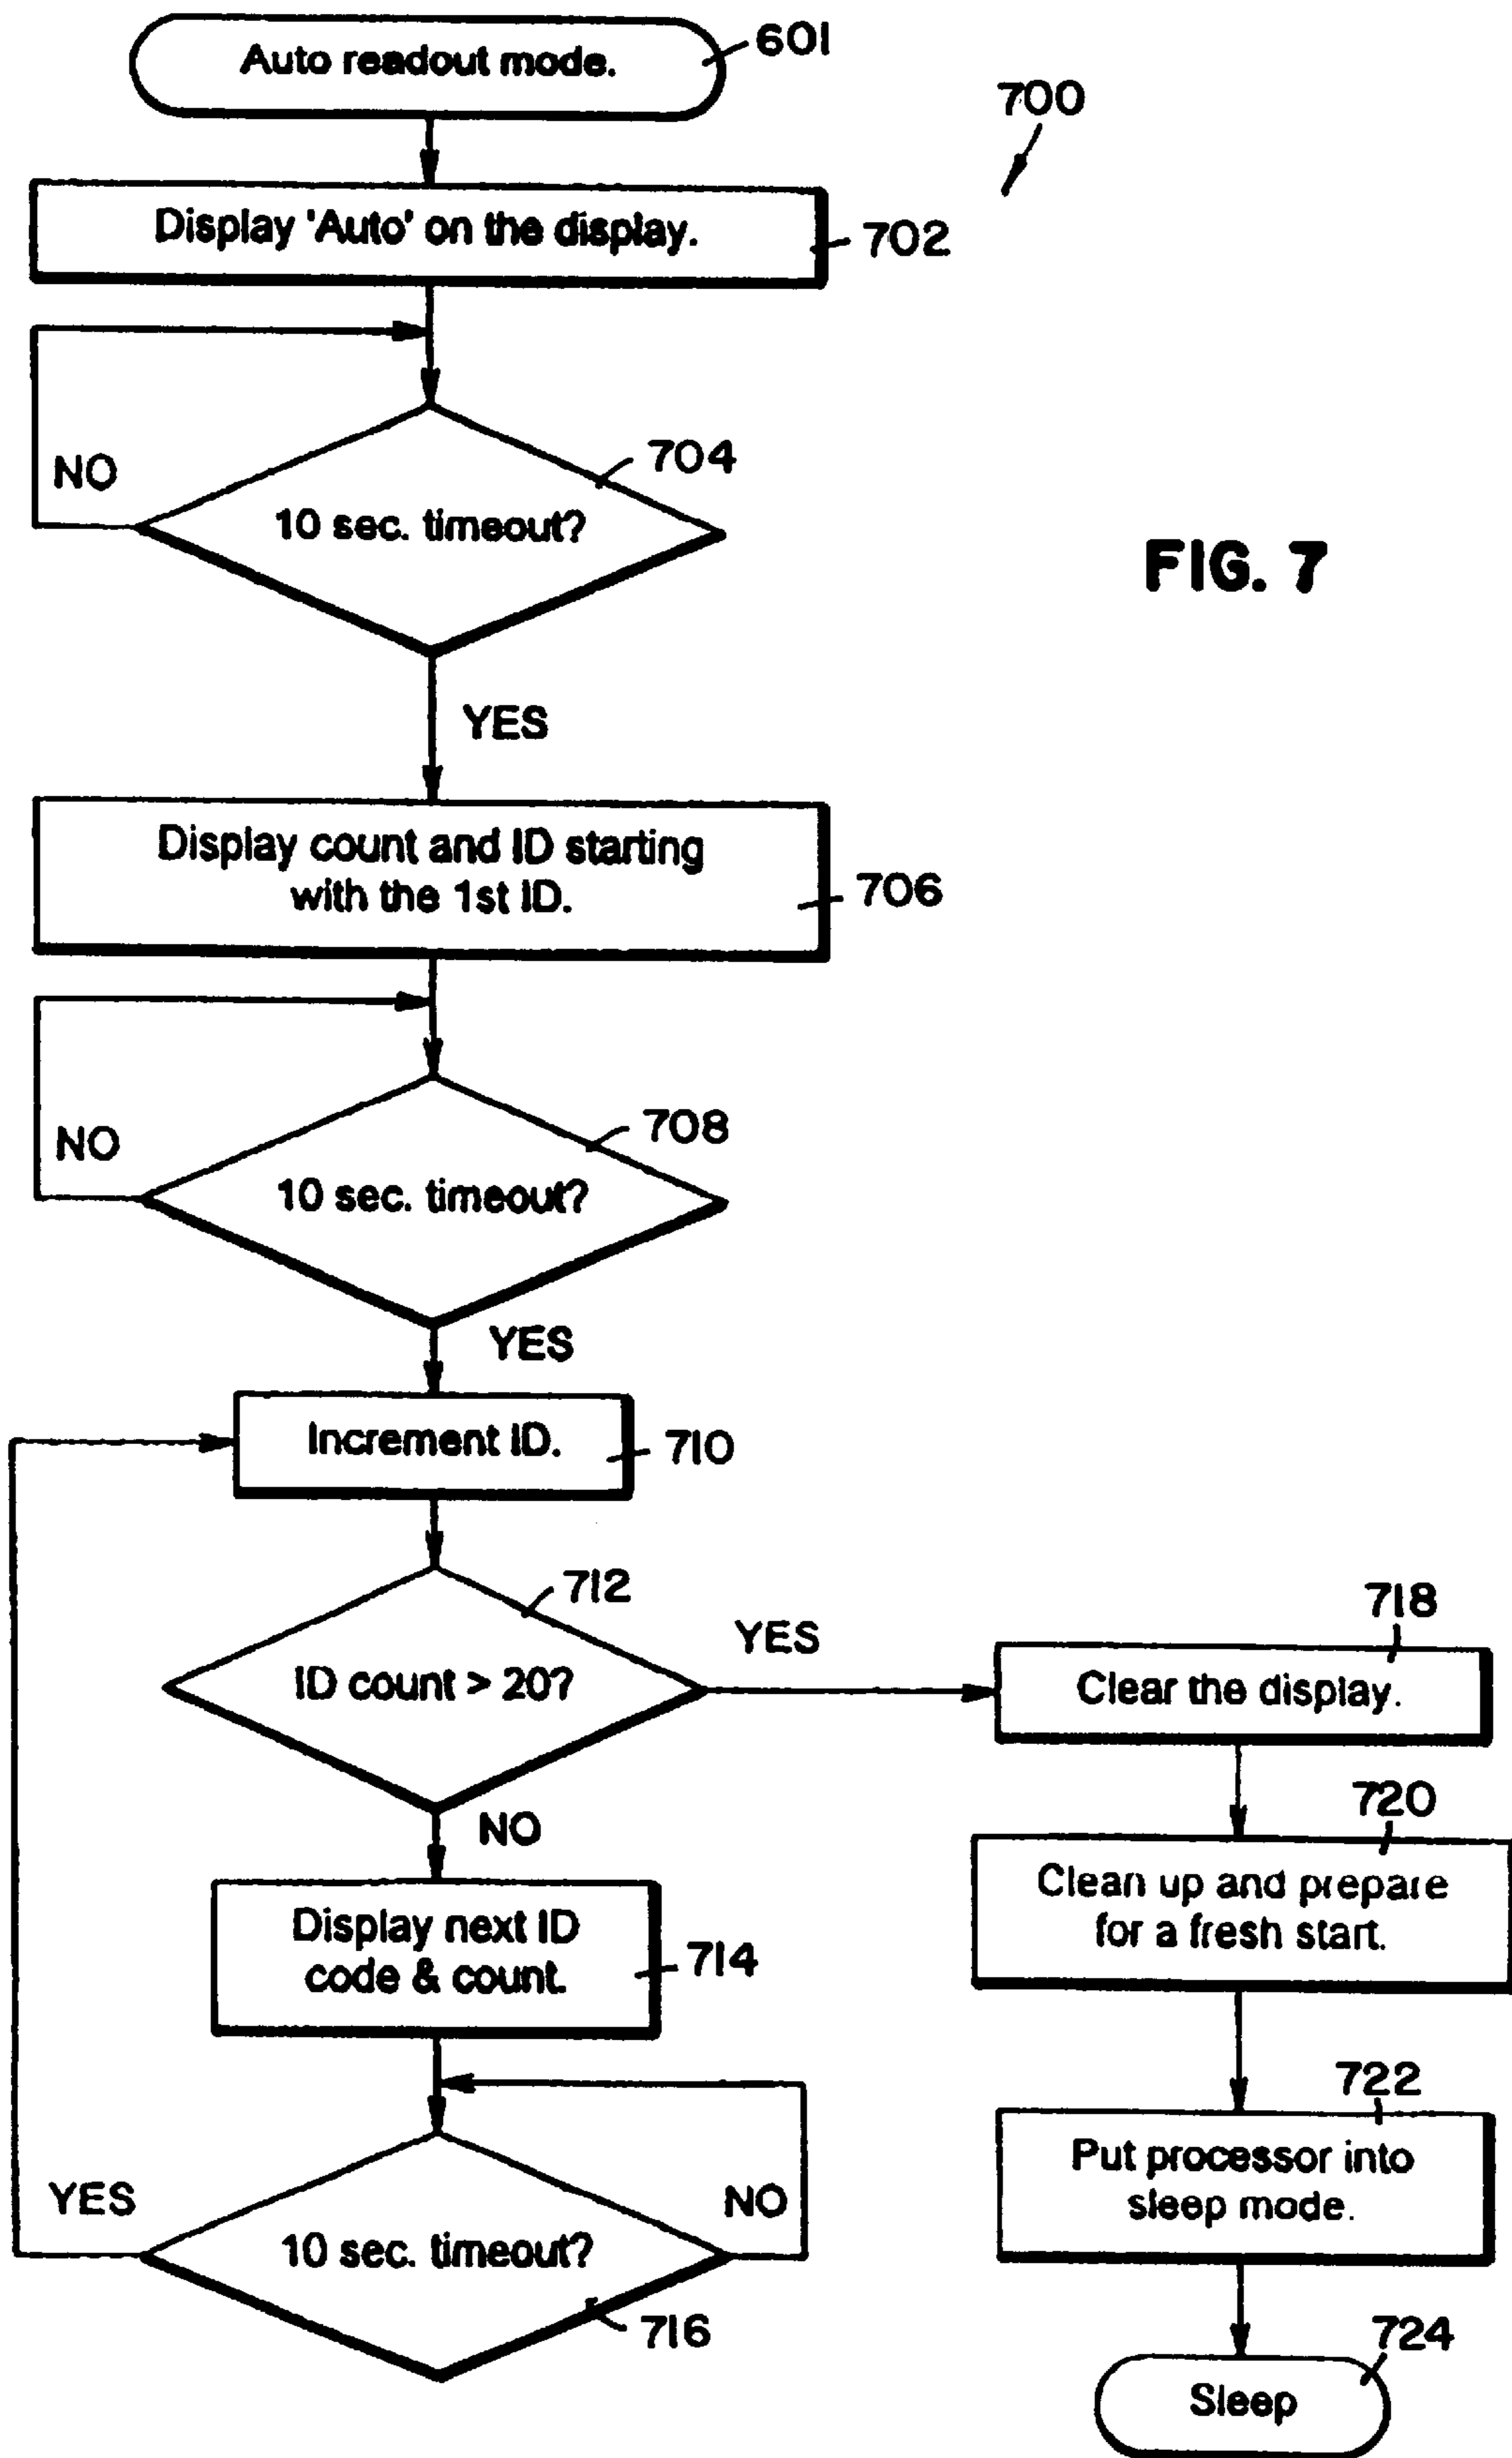 Auto readout mode.
601
700
Display 'Auto' on the display.
702
NO
704
10 sec. timeout?
FIG. 7
YES
Display count and ID starting
with the 1st ID.
706
NO
708
10 sec. timeout?
YES
Increment ID.
710
712
ID count > 20?
YES
718
Clear the display.
NO
720
Clean up and prepare
for a fresh start.
Display next ID
code & count.
714
722
Put processor into
sleep mode.
YES
NO
10 sec. timeout?
716
724
Sleep